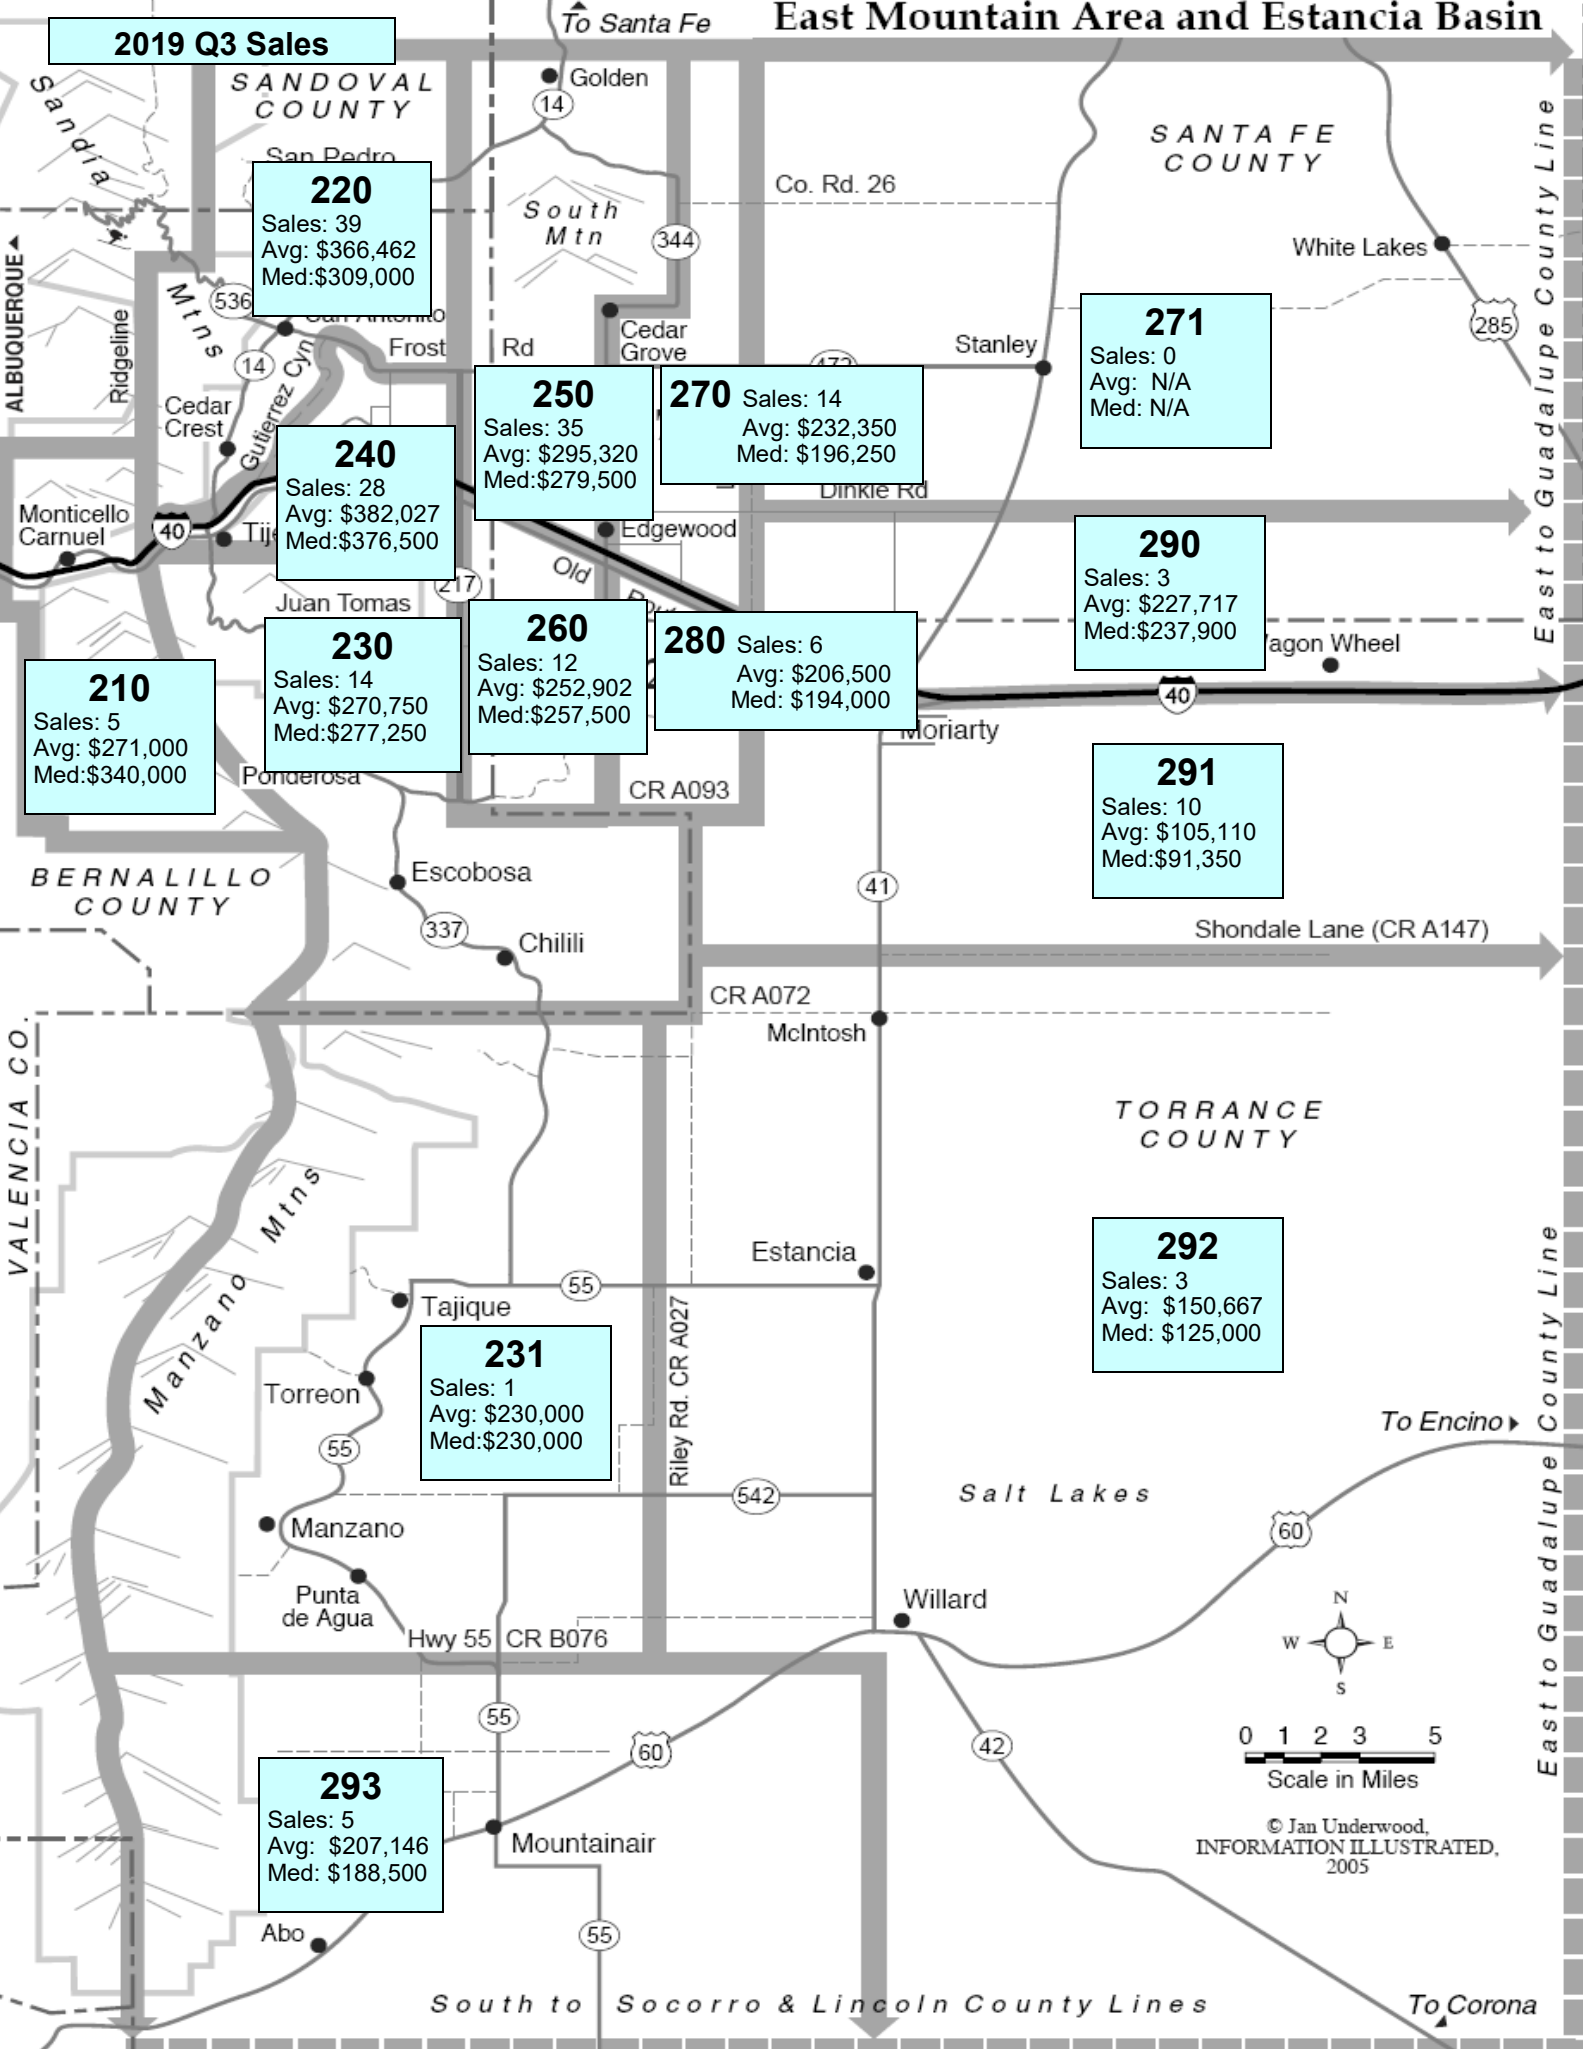 To Santa Fe
East Mountain Area and Estancia Basin
2019 Q3 Sales
SANDOVAL
COUNTY
Golden
14
Sandia
Mtns
SANTA FE
COUNTY
San Pedro
220
Sales: 39
Avg: $366,462
Med:$309,000
Co. Rd. 26
South
Mtn
344
White Lakes
285
ALBUQUERQUE
Ridgeline
536
San Antonito
Cedar
Grove
Frost
Rd
472
Stanley
271
Sales: 0
Avg: N/A
Med: N/A
14
Gutierrez Cyn
Cedar
Crest
250
Sales: 35
Avg: $295,320
Med:$279,500
270 Sales: 14
Avg: $232,350
Med: $196,250
240
Sales: 28
Avg: $382,027
Med:$376,500
Dinkle Rd
Monticello
Carnuel
40
Tije
Edgewood
Old
217
Juan Tomas
290
Sales: 3
Avg: $227,717
Med:$237,900
agon Wheel
40
260
Sales: 12
Avg: $252,902
Med:$257,500
280 Sales: 6
Avg: $206,500
Med: $194,000
230
Sales: 14
Avg: $270,750
Med:$277,250
210
Sales: 5
Avg: $271,000
Med:$340,000
Moriarty
Ponderosa
CR A093
291
Sales: 10
Avg: $105,110
Med:$91,350
BERNALILLO
COUNTY
Escobosa
41
337
Chilili
Shondale Lane (CR A147)
CR A072
McIntosh
VALENCIA CO.
TORRANCE
COUNTY
Manzano Mtns
Estancia
55
Tajique
292
Sales: 3
Avg: $150,667
Med: $125,000
231
Sales: 1
Avg: $230,000
Med:$230,000
Riley Rd. CR A027
Torreon
55
To Encino
542
Salt Lakes
60
Manzano
Punta
de Agua
Willard
Hwy 55
CR B076
N
W
E
S
55
60
42
0 1 2 3 5
Scale in Miles
293
Sales: 5
Avg: $207,146
Med: $188,500
Mountainair
© Jan Underwood,
INFORMATION ILLUSTRATED,
2005
Abo
55
South to Socorro & Lincoln County Lines
To Corona
East to Guadalupe County Line
East to Guadalupe County Line